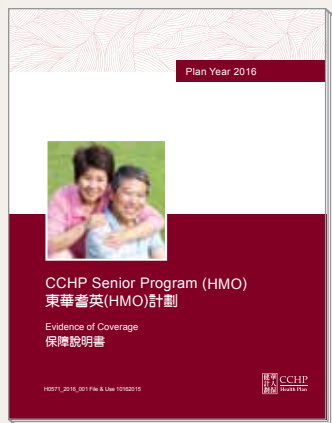 Plan Year 2016
CCHP Senior Program (HMO)
東華耆英(HMO)計劃
Evidence of Coverage
保障說明書
H0571_2016_001 File & Use 10162015
CCHP
Health Plan